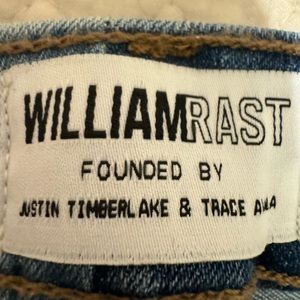 WILLIAMRAST
FOUNDED BY
JUSTIN TIMBERLAKE & TRACE